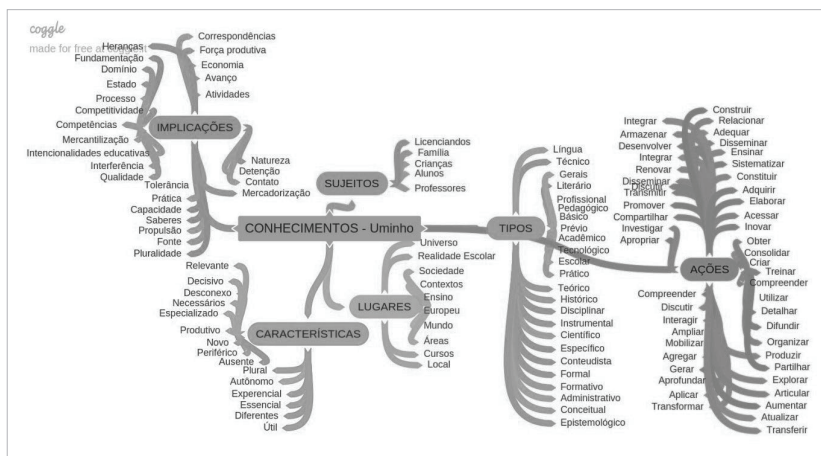 coggle
made for free at coggle.it
Heranças
Fundamentação
Domínio
Estado
Processo
Competitividade
Competências
Mercantilização
Intencionalidades educativas
Interferência
Qualidade
Correspondências
Força produtiva
Economia
Avanço
Atividades
IMPLICAÇÕES
Natureza
Detenção
Contato
Mercadorização
Tolerância
Prática
Capacidade
Saberes
Propulsão
Fonte
Pluralidade
SUJEITOS
Licenciandos
Família
Crianças
Alunos
Professores
CONHECIMENTOS - Uminho
Relevante
Decisivo
Desconexo
Necessários
Especializado
Produtivo
Novo
Periférico
Ausente
CARACTERÍSTICAS
Plural
Autônomo
Experencial
Essencial
Diferentes
Útil
LUGARES
Universo
Realidade Escolar
Sociedade
Contextos
Ensino
Europeu
Mundo
Áreas
Cursos
Local
TIPOS
Língua
Técnico
Gerais
Literário
Profissional
Pedagógico
Básico
Prévio
Acadêmico
Tecnológico
Escolar
Prático
Teórico
Histórico
Disciplinar
Instrumental
Científico
Específico
Conteudista
Formal
Formativo
Administrativo
Conceitual
Epistemológico
AÇÕES
Integrar
Armazenar
Desenvolver
Integrar
Renovar
Disseminar
Discutir
Transmitir
Promover
Compartilhar
Investigar
Apropriar
Construir
Relacionar
Adequar
Disseminar
Ensinar
Sistematizar
Constituir
Adquirir
Elaborar
Acessar
Inovar
Obter
Consolidar
Criar
Treinar
Compreender
Utilizar
Detalhar
Difundir
Organizar
Produzir
Partilhar
Explorar
Articular
Aumentar
Atualizar
Transferir
Compreender
Discutir
Interagir
Ampliar
Mobilizar
Agregar
Gerar
Aprofundar
Aplicar
Transformar